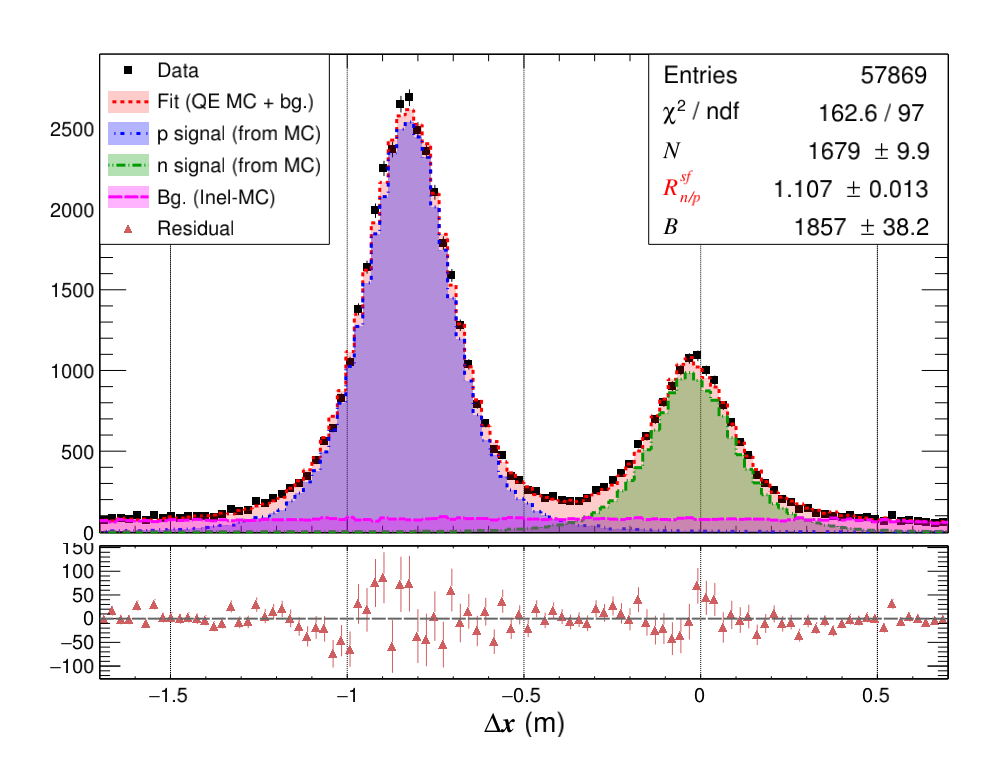 Data
Fit (QE MC + bg.)
p signal (from MC)
n signal (from MC)
Bg. (Inel-MC)
Residual
Entries 57869
χ² / ndf 162.6 / 97
N 1679 ± 9.9
R^{sf}_{n/p} 1.107 ± 0.013
B 1857 ± 38.2
2500
2000
1500
1000
500
0
150
100
50
0
−50
−100
−1.5 −1 −0.5 0 0.5
Δx (m)